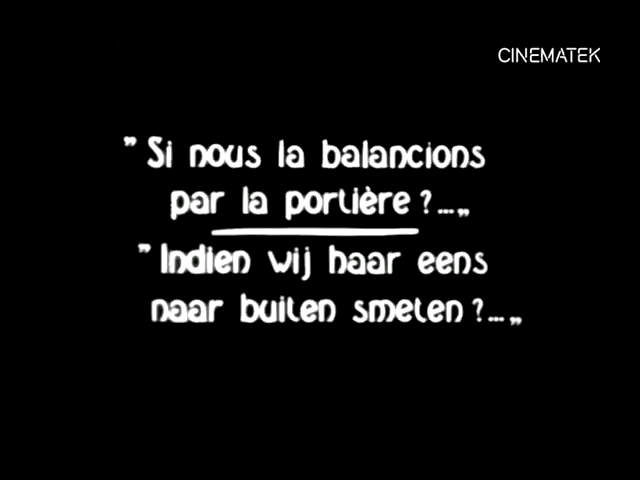 CINEMATEK
” Si nous la balancions
par la portière ?...„
” Indien wij haar eens
naar buiten smeten ?...„